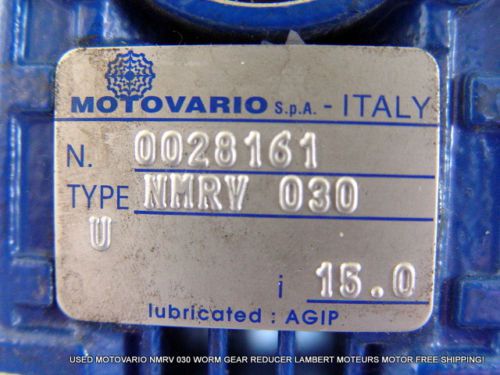 MOTOVARIO S.p.A. - ITALY
N. 0028161
TYPE NMRV 030
U
i 15.0
lubricated : AGIP
USED MOTOVARIO NMRV 030 WORM GEAR REDUCER LAMBERT MOTEURS MOTOR FREE SHIPPING!